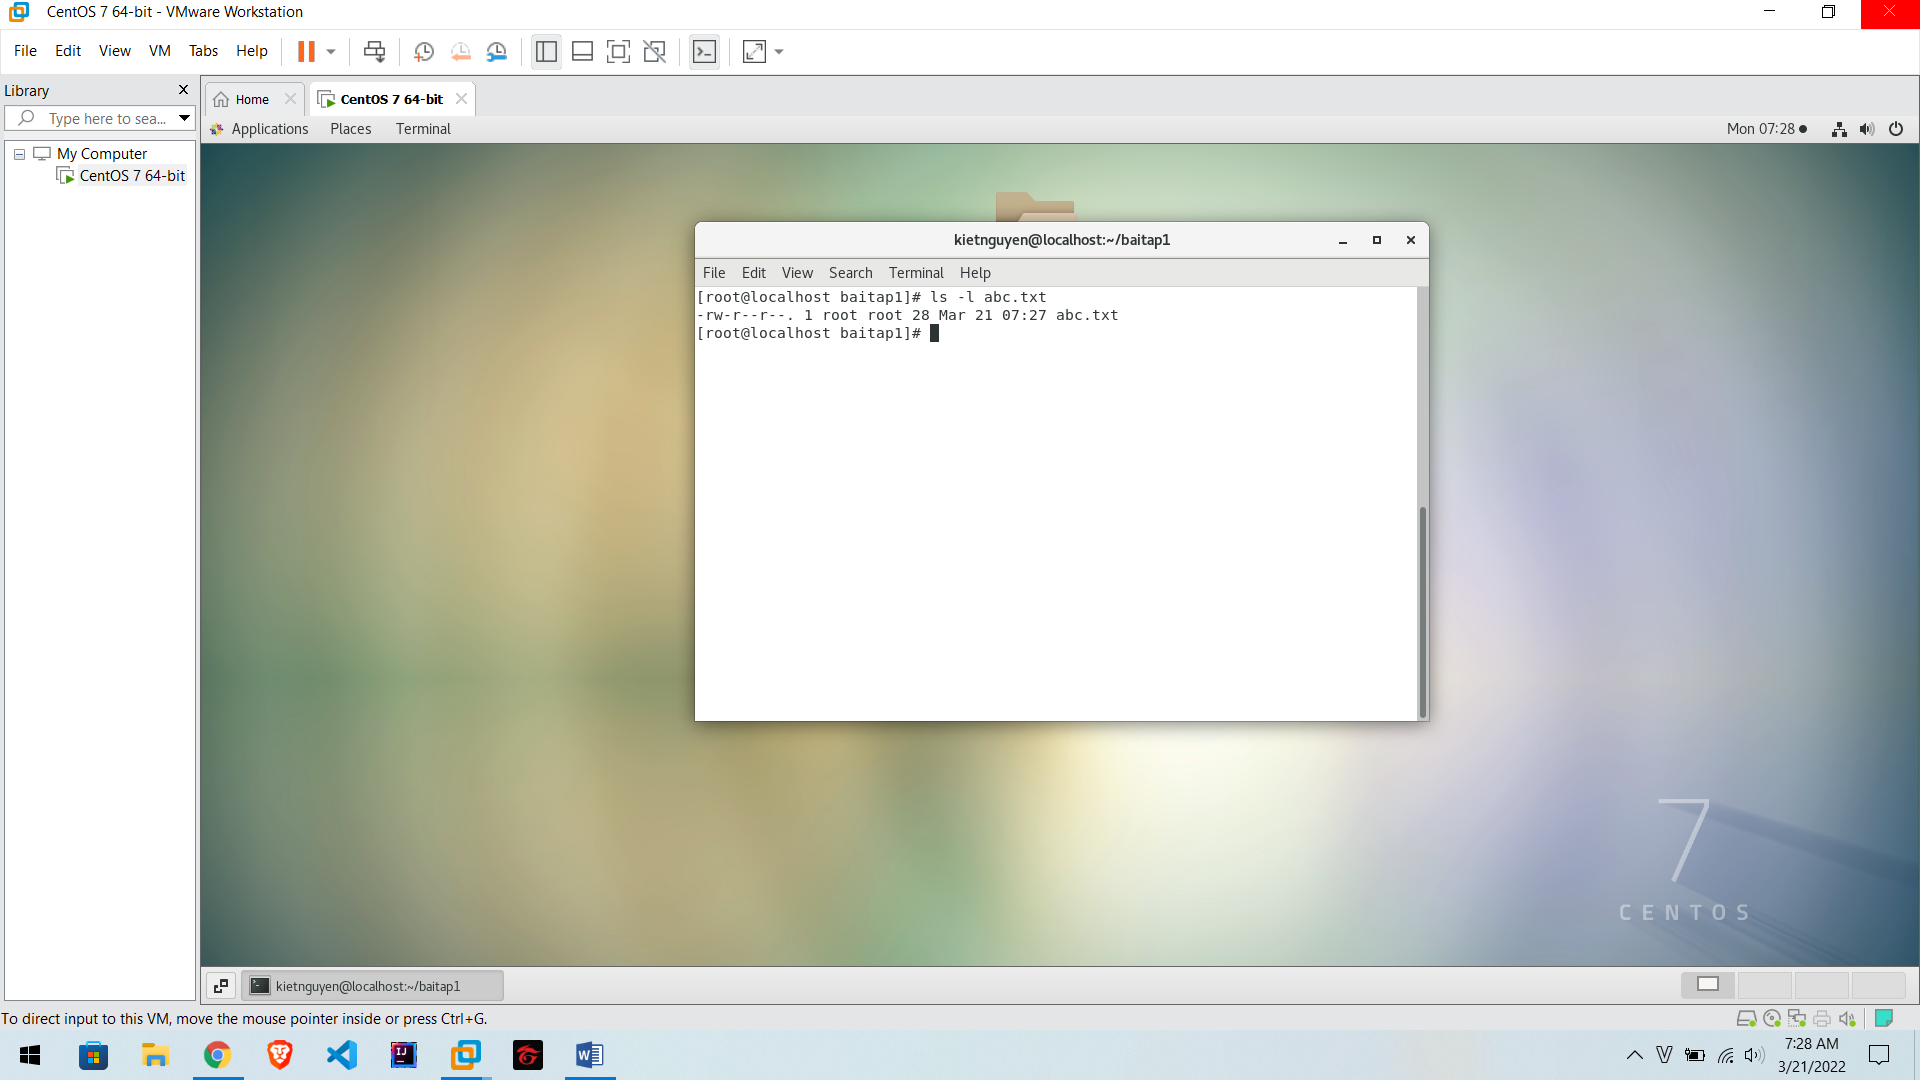 CentOS 7 64-bit - VMware Workstation
File Edit View VM Tabs Help
Library
Type here to sea...
My Computer
CentOS 7 64-bit
Home
CentOS 7 64-bit
Applications Places Terminal
Mon 07:28
kietnguyen@localhost:~/baitap1
File Edit View Search Terminal Help
[root@localhost baitap1]# ls -l abc.txt
-rw-r--r--. 1 root root 28 Mar 21 07:27 abc.txt
[root@localhost baitap1]#
7
CENTOS
kietnguyen@localhost:~/baitap1
To direct input to this VM, move the mouse pointer inside or press Ctrl+G.
IJ
W
V
7:28 AM
3/21/2022